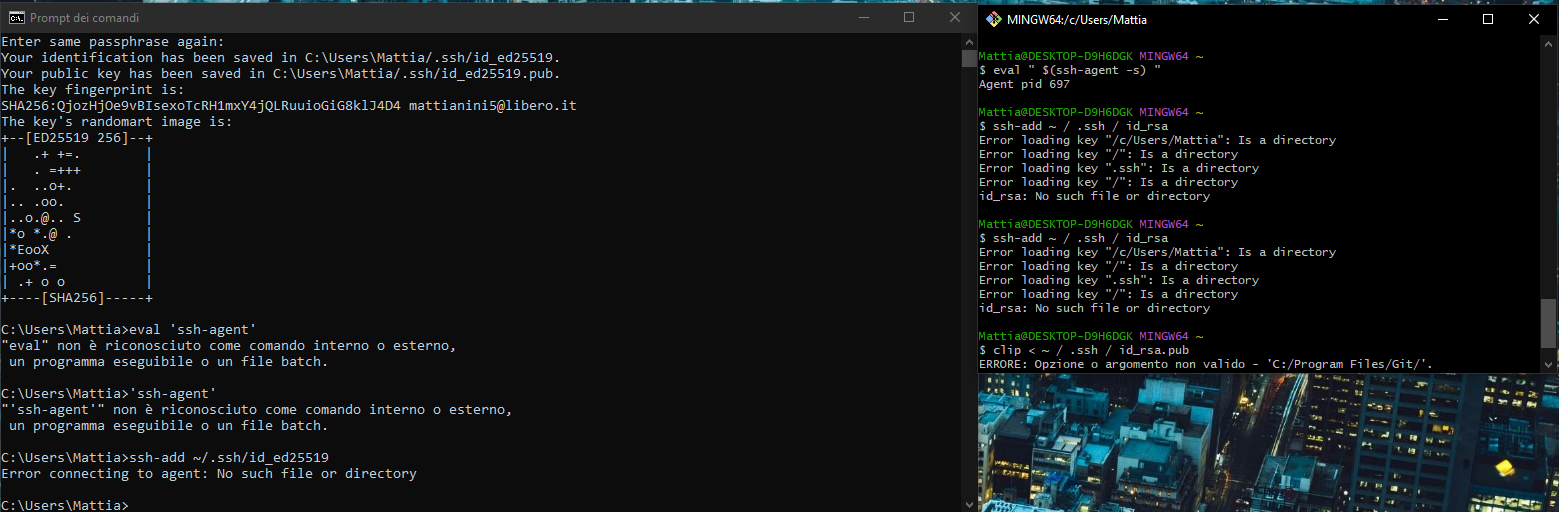 Prompt dei comandi
Enter same passphrase again:
Your identification has been saved in C:\Users\Mattia/.ssh/id_ed25519.
Your public key has been saved in C:\Users\Mattia/.ssh/id_ed25519.pub.
The key fingerprint is:
SHA256:QjozHjOe9vBIsexoTcRH1mxY4jQLRuuioGiG8klJ4D4 mattianini5@libero.it
The key's randomart image is:
+--[ED25519 256]--+
|   .+ +=.        |
|   . =+++        |
|.  ..o+.         |
|.. .oo.          |
|..o.@.. S        |
|*o *.@ .         |
|*EooX            |
|+oo*.=           |
| .+ o o          |
+----[SHA256]-----+
C:\Users\Mattia>eval 'ssh-agent'
"eval" non è riconosciuto come comando interno o esterno,
 un programma eseguibile o un file batch.
C:\Users\Mattia>'ssh-agent'
"'ssh-agent'" non è riconosciuto come comando interno o esterno,
 un programma eseguibile o un file batch.
C:\Users\Mattia>ssh-add ~/.ssh/id_ed25519
Error connecting to agent: No such file or directory
C:\Users\Mattia>
MINGW64:/c/Users/Mattia
Mattia@DESKTOP-D9H6DGK MINGW64 ~
$ eval " $(ssh-agent -s) "
Agent pid 697
Mattia@DESKTOP-D9H6DGK MINGW64 ~
$ ssh-add ~ / .ssh / id_rsa
Error loading key "/c/Users/Mattia": Is a directory
Error loading key "/": Is a directory
Error loading key ".ssh": Is a directory
Error loading key "/": Is a directory
id_rsa: No such file or directory
Mattia@DESKTOP-D9H6DGK MINGW64 ~
$ ssh-add ~ / .ssh / id_rsa
Error loading key "/c/Users/Mattia": Is a directory
Error loading key "/": Is a directory
Error loading key ".ssh": Is a directory
Error loading key "/": Is a directory
id_rsa: No such file or directory
Mattia@DESKTOP-D9H6DGK MINGW64 ~
$ clip < ~ / .ssh / id_rsa.pub
ERRORE: Opzione o argomento non valido - 'C:/Program Files/Git/'.